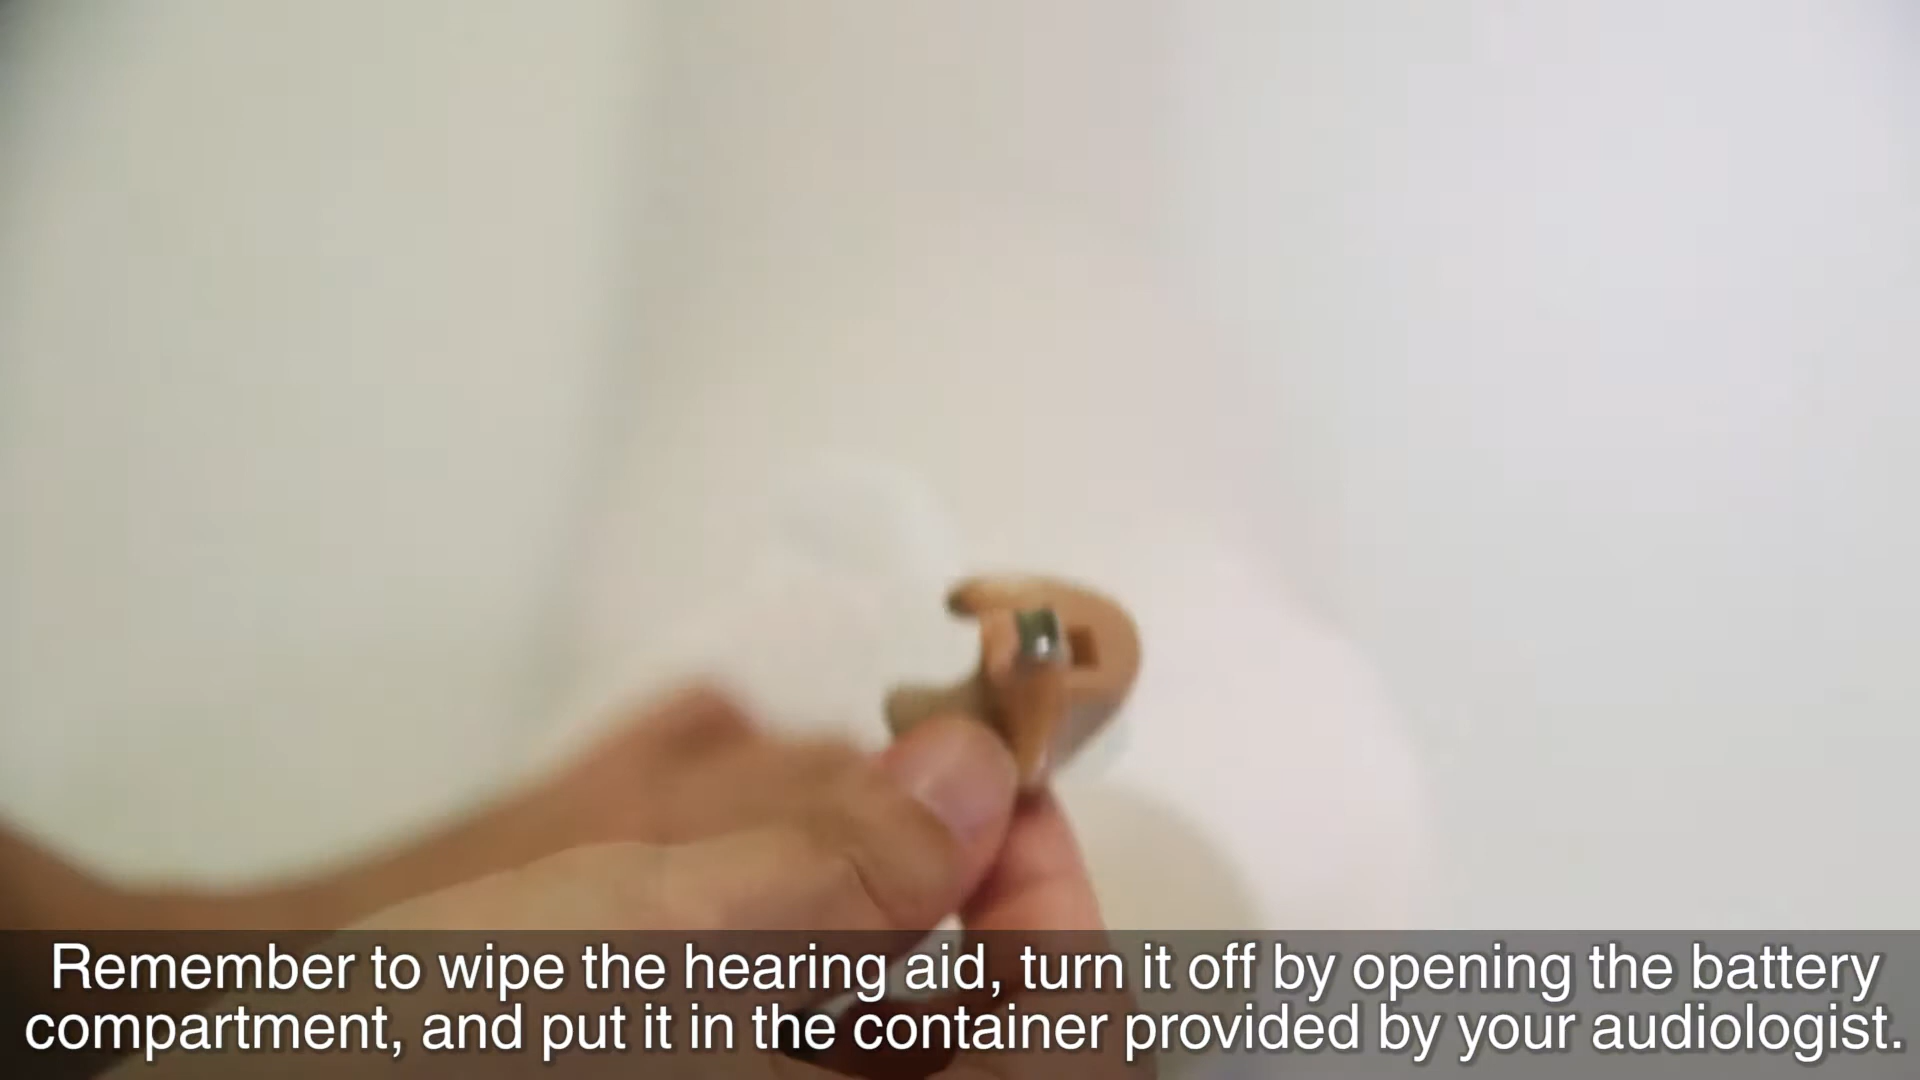 Remember to wipe the hearing aid, turn it off by opening the battery
compartment, and put it in the container provided by your audiologist.